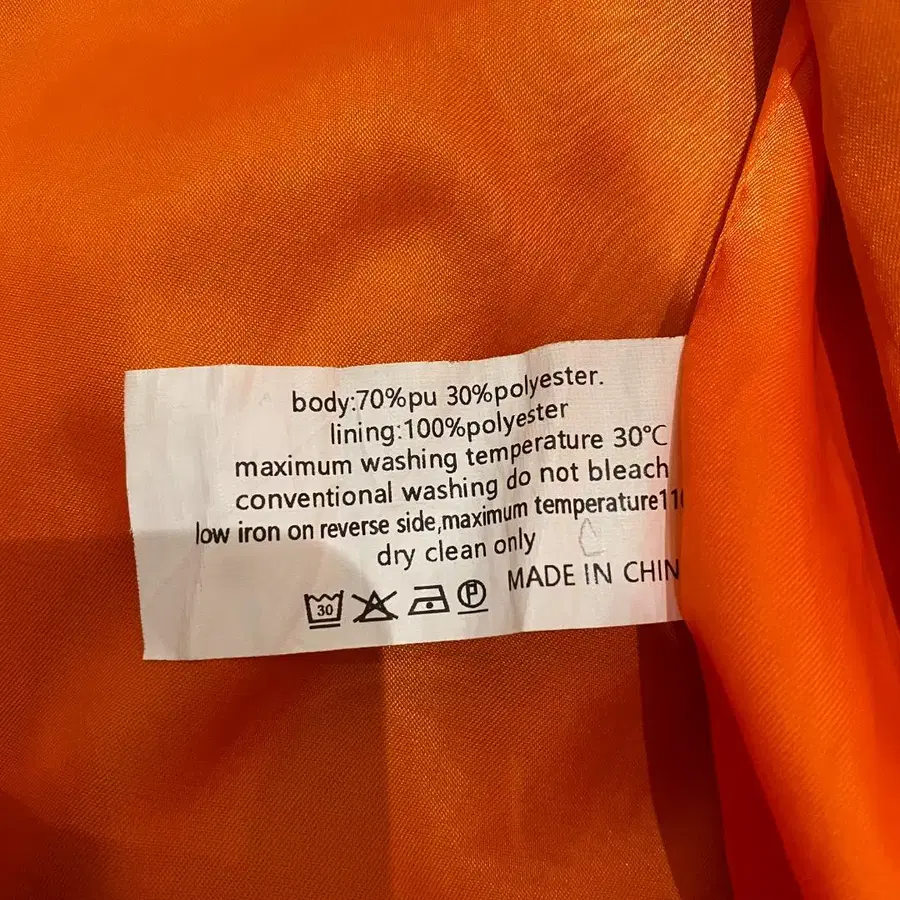 body:70%pu 30%polyester.
lining:100%polyester
maximum washing temperature 30℃
conventional washing do not bleach
low iron on reverse side,maximum temperature
dry clean only
MADE IN
30 P